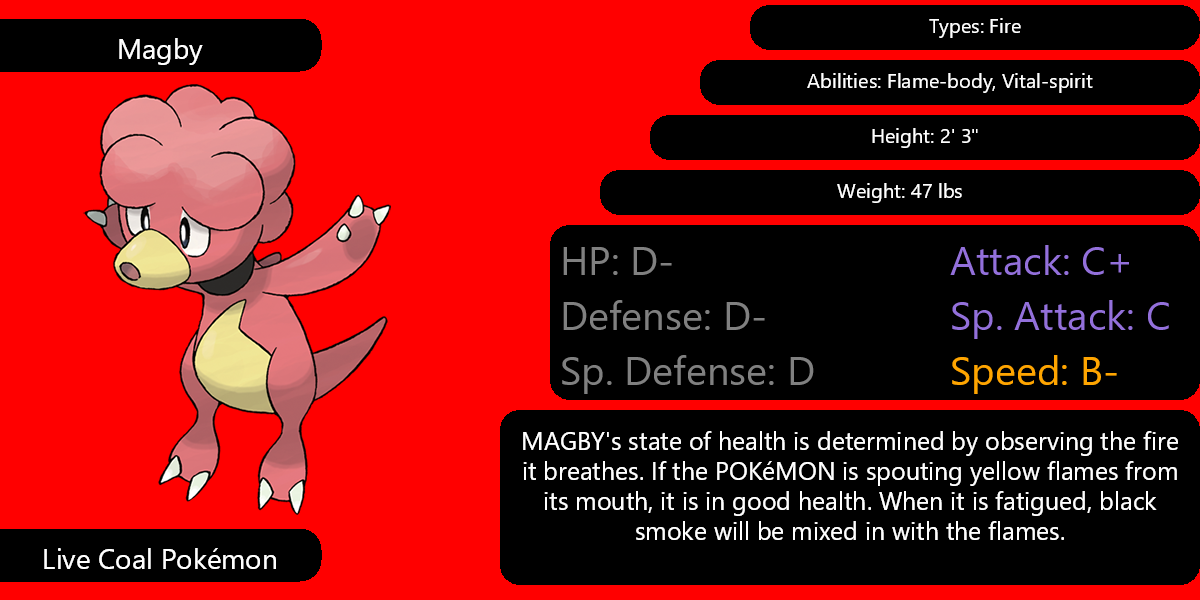 Magby
Types: Fire
Abilities: Flame-body, Vital-spirit
Height: 2' 3"
Weight: 47 lbs
HP: D-
Attack: C+
Defense: D-
Sp. Attack: C
Sp. Defense: D
Speed: B-
MAGBY's state of health is determined by observing the fire
it breathes. If the POKéMON is spouting yellow flames from
its mouth, it is in good health. When it is fatigued, black
smoke will be mixed in with the flames.
Live Coal Pokémon